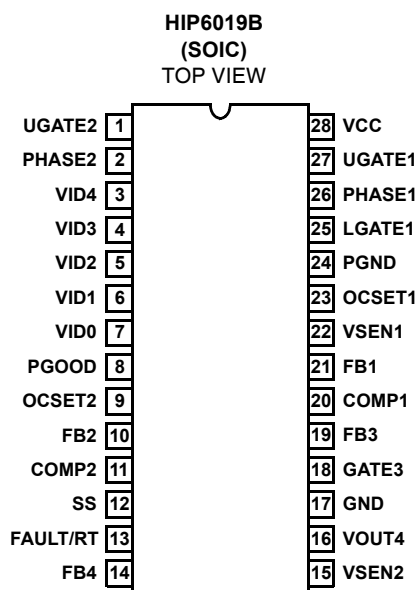 HIP6019B
(SOIC)
TOP VIEW
UGATE2 1 28 VCC
PHASE2 2 27 UGATE1
VID4 3 26 PHASE1
VID3 4 25 LGATE1
VID2 5 24 PGND
VID1 6 23 OCSET1
VID0 7 22 VSEN1
PGOOD 8 21 FB1
OCSET2 9 20 COMP1
FB2 10 19 FB3
COMP2 11 18 GATE3
SS 12 17 GND
FAULT/RT 13 16 VOUT4
FB4 14 15 VSEN2